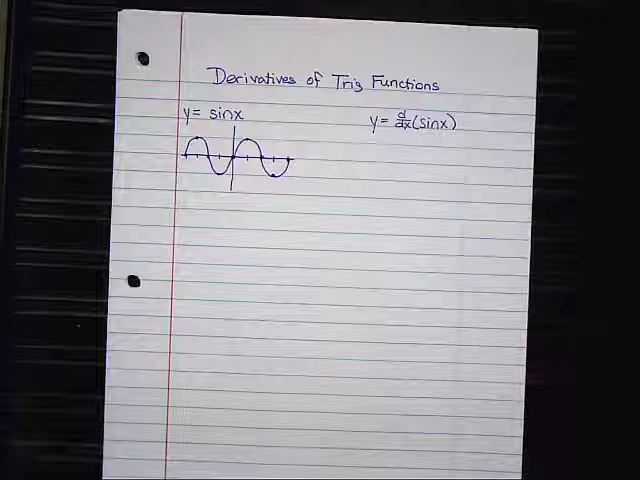 Derivatives of Trig Functions
y = sinx
y = d/dx (sinx)